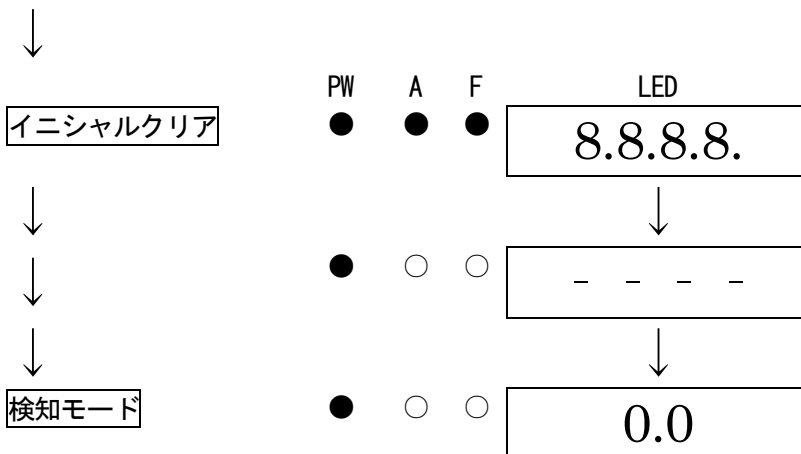 ↓
PW A F LED
イニシャルクリア ● ● ● 8.8.8.8.
↓ ↓
↓ ● ○ ○ - - - -
↓ ↓
検知モード ● ○ ○ 0.0